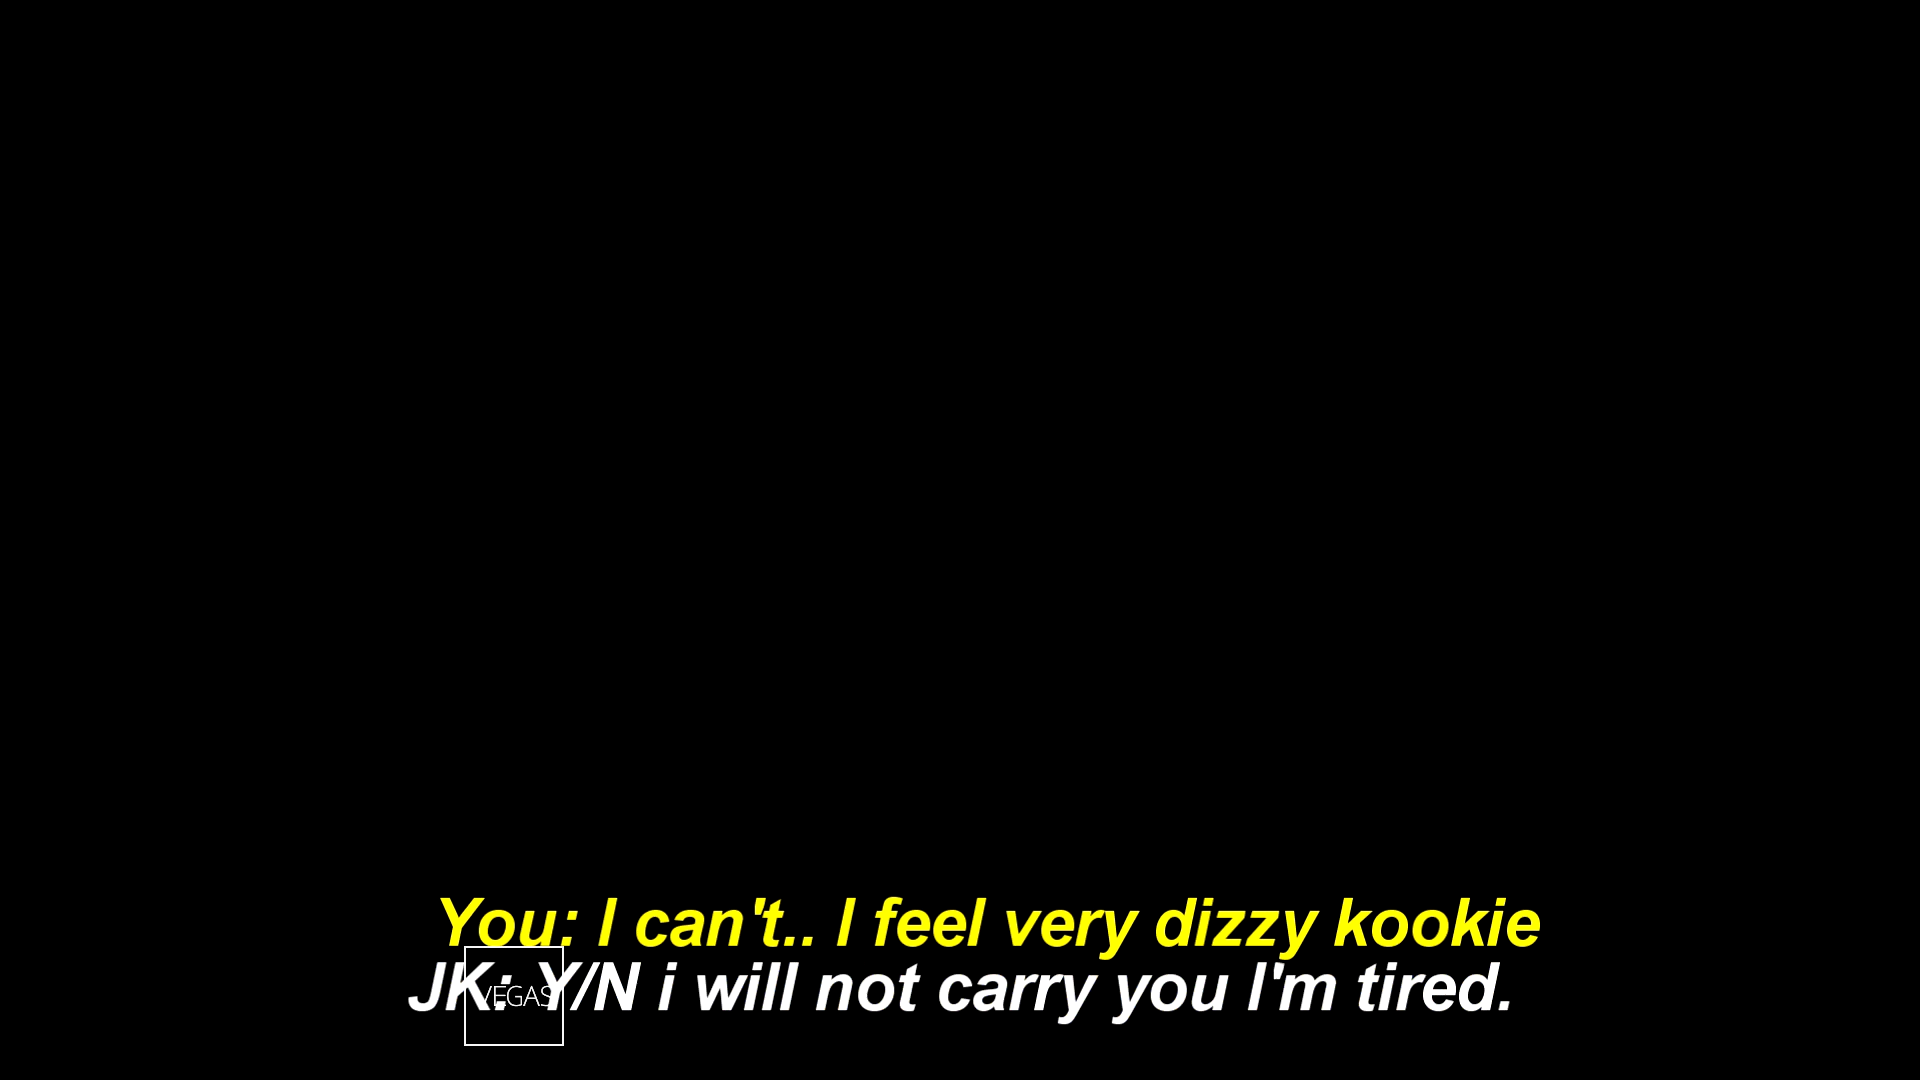 You: I can't.. I feel very dizzy kookie
JK: Y/N i will not carry you I'm tired.
VEGAS